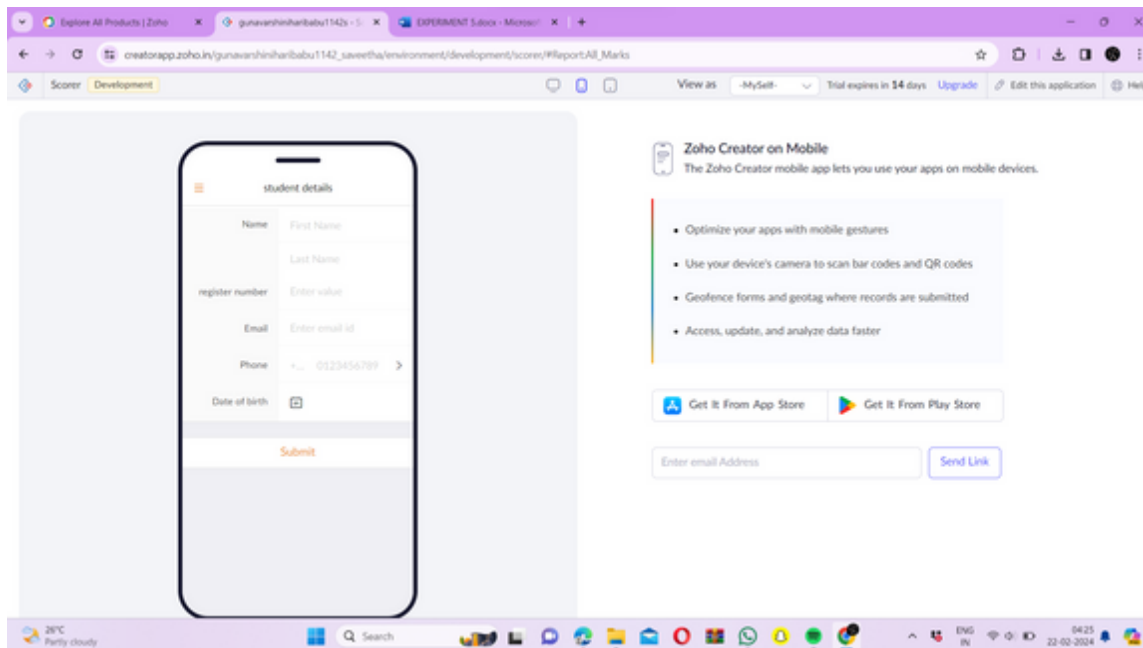 Explore All Products | Zoho
gunavarshiniharibabu1142s - S
EXPERIMENT 5.docx - Microsof
creatorapp.zoho.in/gunavarshiniharibabu1142_saveetha/environment/development/scorer/#Report:All_Marks
Scorer Development View as -MySelf- Trial expires in 14 days Upgrade Edit this application Hel
student details
Name First Name
Last Name
register number Enter value
Email Enter email id
Phone +... 0123456789
Date of birth
Submit
Zoho Creator on Mobile
The Zoho Creator mobile app lets you use your apps on mobile devices.
Optimize your apps with mobile gestures
Use your device's camera to scan bar codes and QR codes
Geofence forms and geotag where records are submitted
Access, update, and analyze data faster
Get It From App Store Get It From Play Store
Enter email Address Send Link
26°C
Partly cloudy
Search
ENG
IN
04:25
22-02-2024